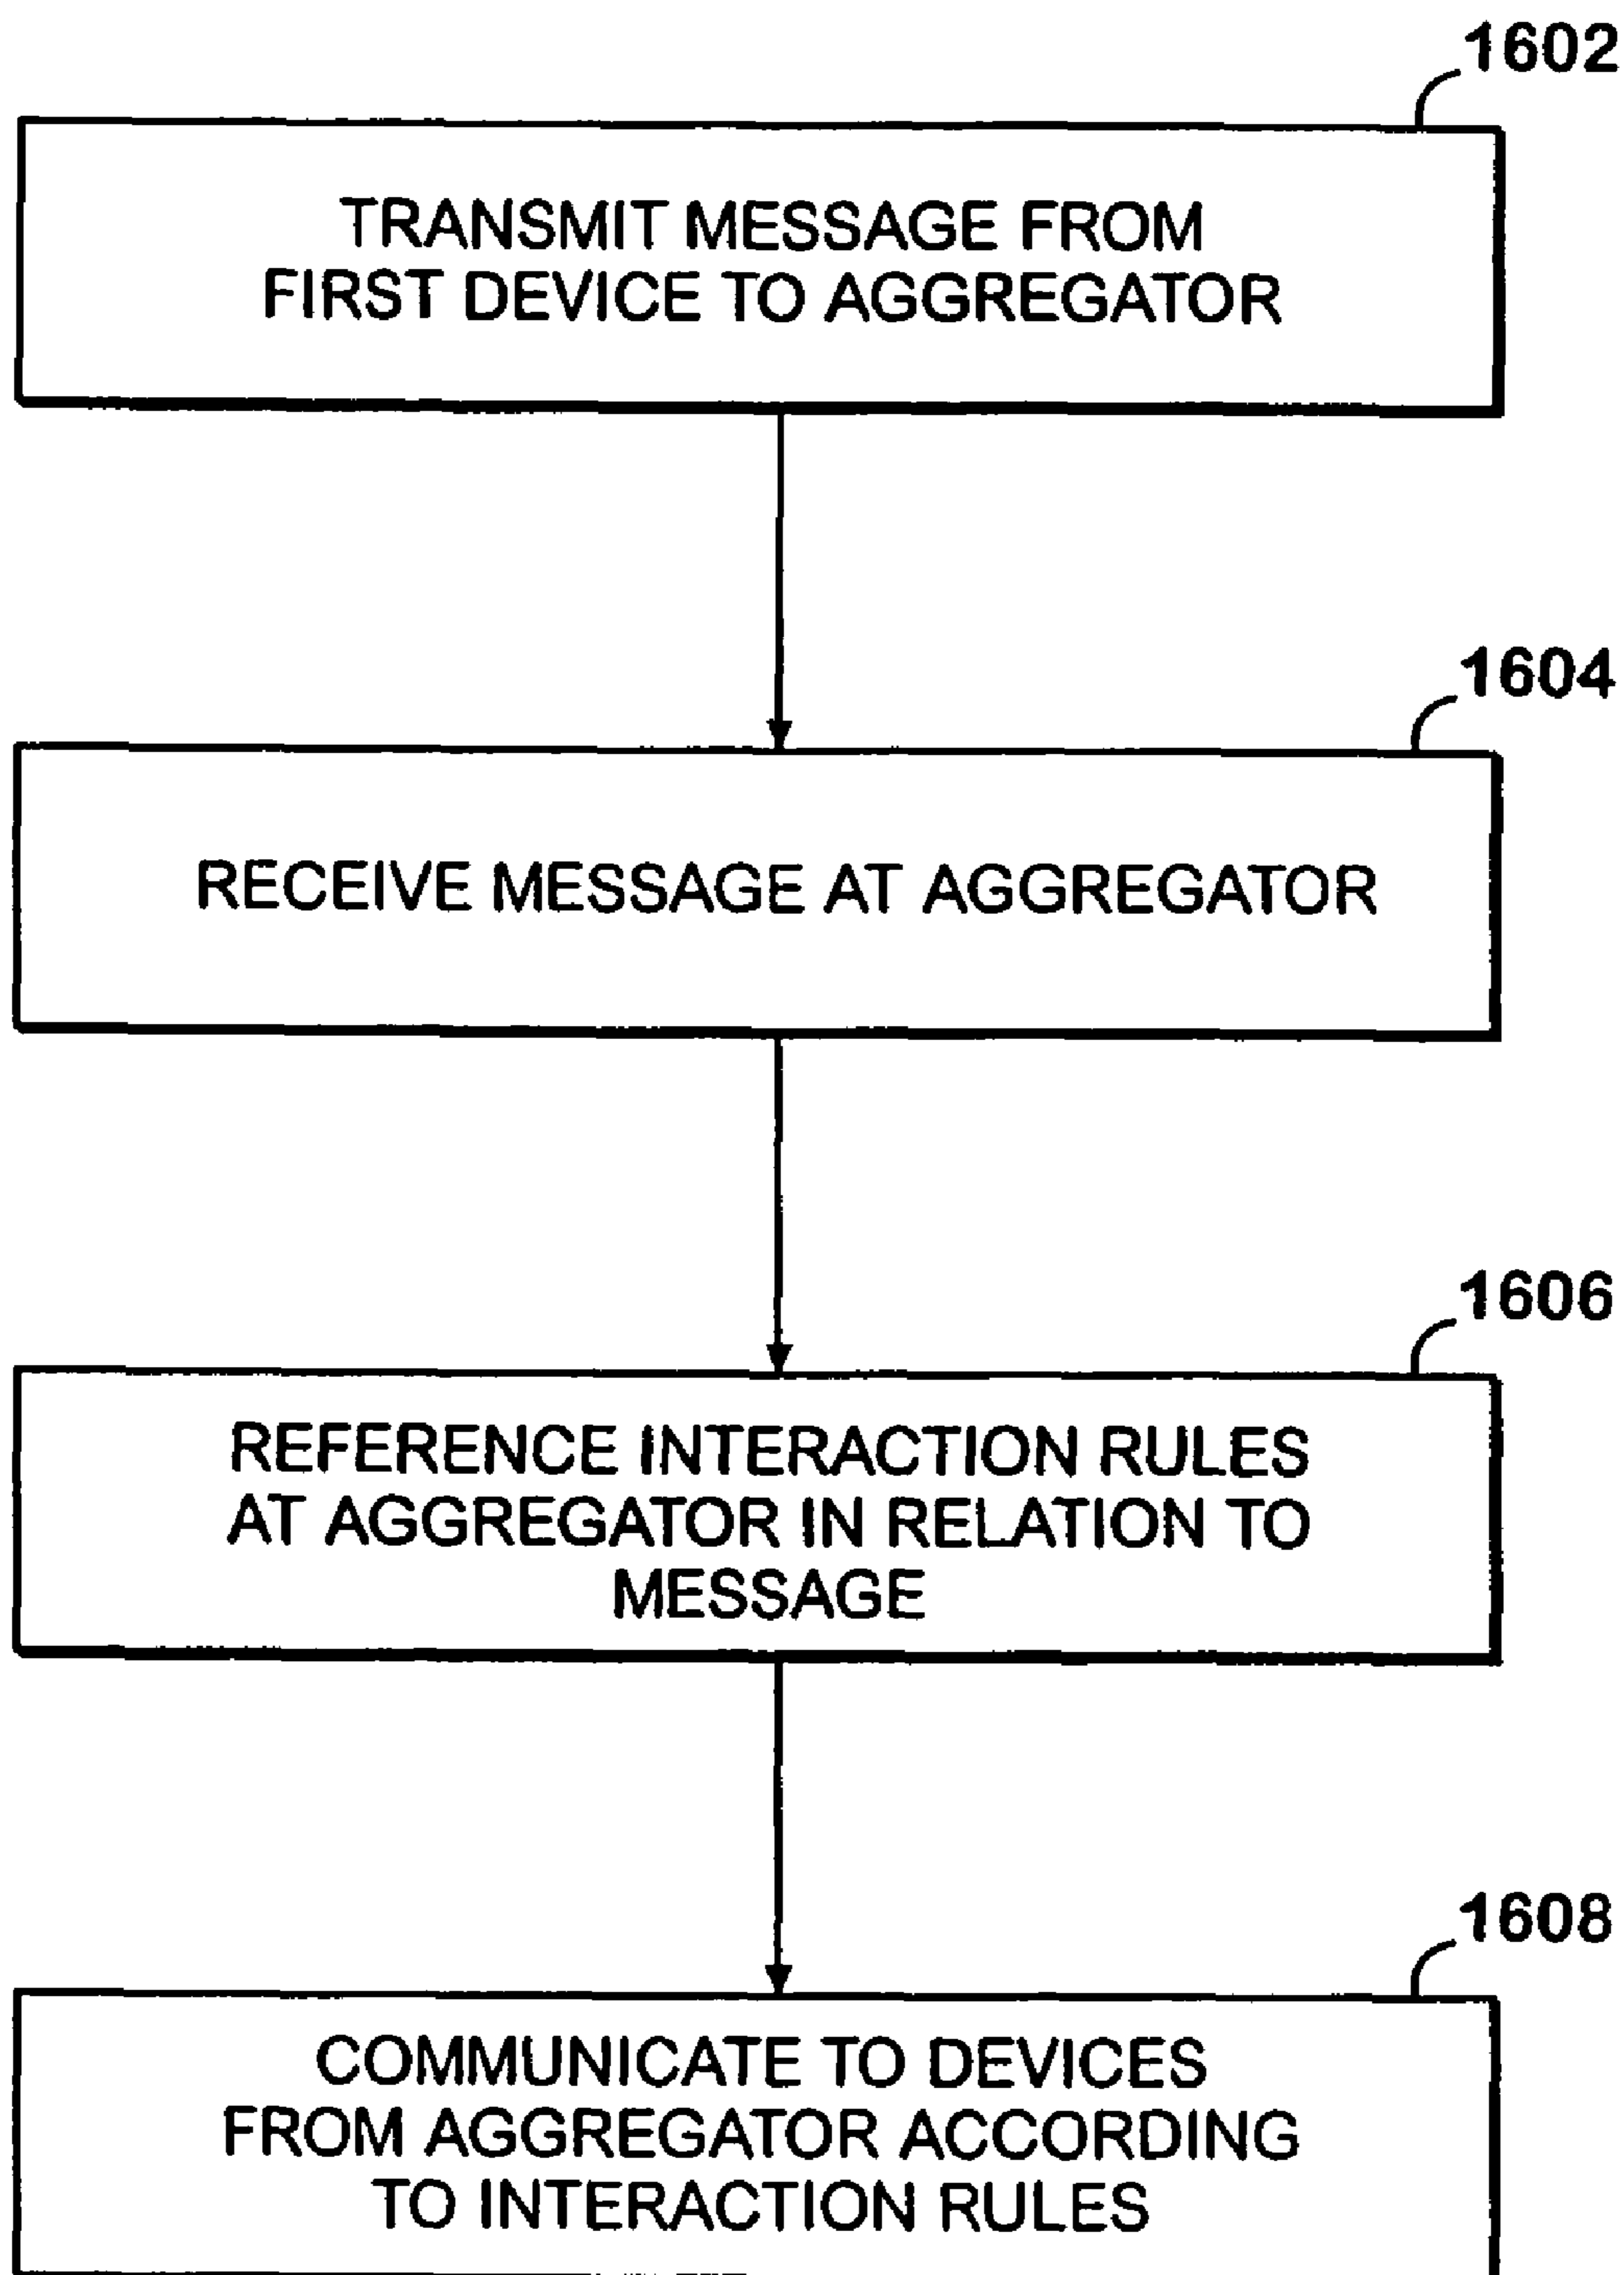 1602
TRANSMIT MESSAGE FROM
FIRST DEVICE TO AGGREGATOR
1604
RECEIVE MESSAGE AT AGGREGATOR
1606
REFERENCE INTERACTION RULES
AT AGGREGATOR IN RELATION TO
MESSAGE
1608
COMMUNICATE TO DEVICES
FROM AGGREGATOR ACCORDING
TO INTERACTION RULES